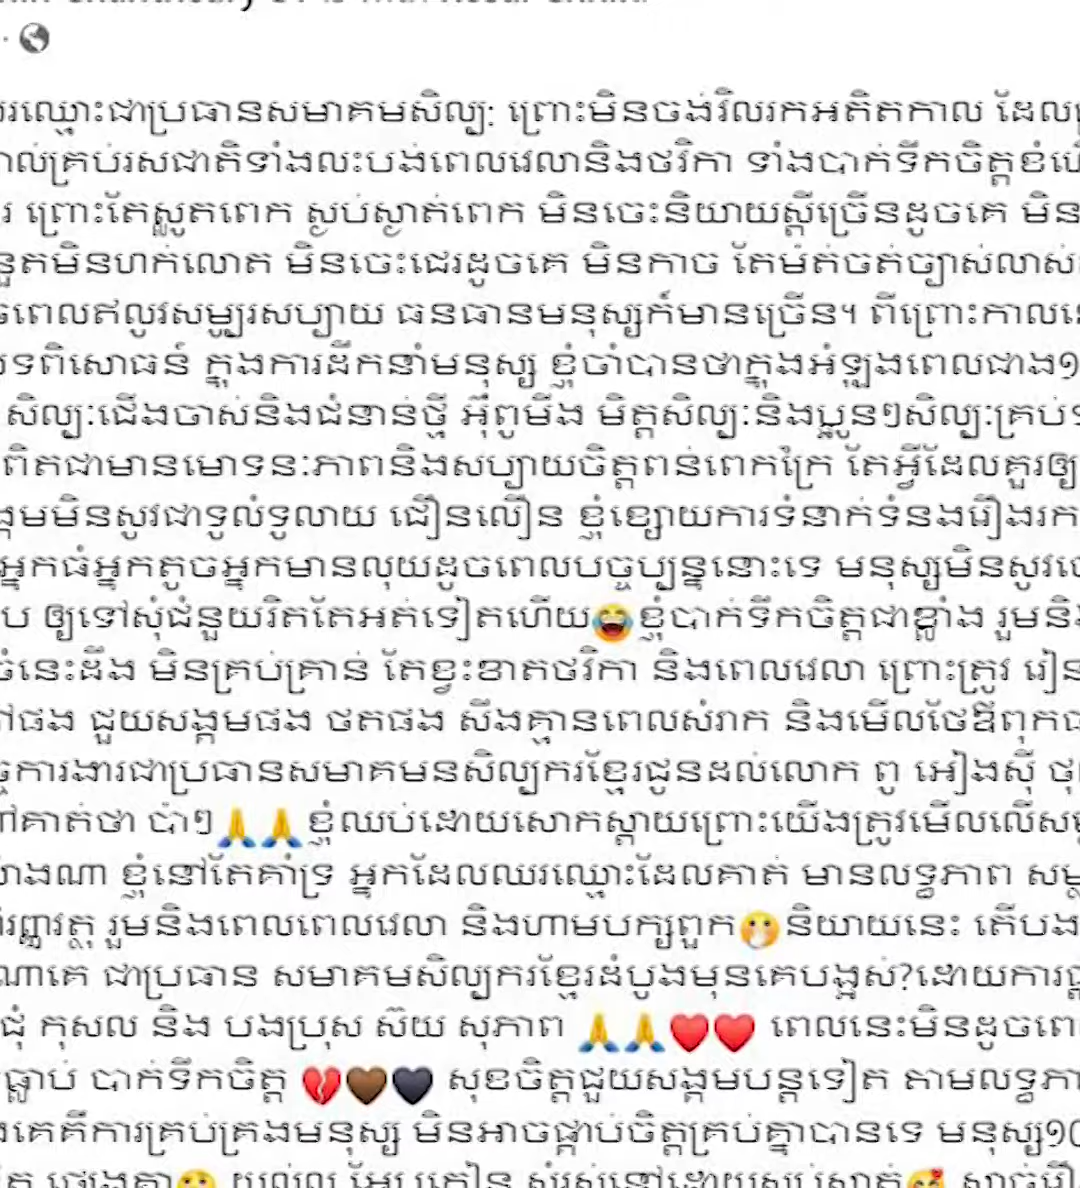 រឈ្មោះជាប្រធានសមាគមសិល្បៈ ព្រោះមិនចង់រំលរកអតិតកាល ដែល
ល់គ្រប់រសជាតិទាំងលះបង់ពេលវេលានិងថវិកា ទាំងបាក់ទឹកចិត្តខំ
ព្រោះតែស្លូតពេក ស្ងប់ស្ងាត់ពេក មិនចេះនិយាយស្តីច្រើនដូចគេ មិន
មិនហក់លោត មិនចេះជេរដូចគេ មិនកាច តែម៉ត់ចត់ច្បាស់លាស់
ពេលឥលូវសម្បូរសប្បាយ ធនធានមនុស្សក៏មានច្រើន។ ពីព្រោះកាល
ទពិសោធន៍ ក្នុងការដឹកនាំមនុស្ស ខ្ញុំចាំបានថាក្នុងអំឡុងពេលជាង១
សិល្បៈជើងចាស់និងជំនាន់ថ្មី អ៊ុំពូមីង មិត្តសិល្បៈនិងប្អូនៗសិល្បៈគ្រប់
ពិតជាមានមោទនៈភាពនិងសប្បាយចិត្តពន់ពេកក្រៃ តែអ្វីដែលគួរឲ្យ
មិនសូវជាទូលំទូលាយ ជឿនលឿន ខ្ញុំខ្សោយការទំនាក់ទំនងរឿងរក
អ្នកធំអ្នកតូចអ្នកមានលុយដូចពេលបច្ចុប្បន្ននោះទេ មនុស្សមិនសូវ
ឲ្យទៅសុំជំនួយរិតតែអត់ទៀតហើយ😂ខ្ញុំបាក់ទឹកចិត្តជាខ្លាំង រួមនិ
ចំនេះដឹង មិនគ្រប់គ្រាន់ តែខ្វះខាតថវិកា និងពេលវេលា ព្រោះត្រូវ រៀន
ផង ជួយសង្គមផង ថតផង សឹងគ្មានពេលសំរាក និងមើលថែឪពុក
ការងារជាប្រធានសមាគមនសិល្បករខ្មែរជូនដល់លោក ពូ អៀងស៊ី ថុ
គាត់ថា ប៉ាៗ🙏🙏ខ្ញុំឈប់ដោយសោកស្តាយព្រោះយើងត្រូវមើលលើស
ណា ខ្ញុំនៅតែគាំទ្រ អ្នកដែលឈរឈ្មោះដែលគាត់ មានលទ្ធភាព សម្
រួមនិងពេលពេលវេលា និងហាមបក្សពួក🤭និយាយនេះ តើបង
ណាគេ ជាប្រធាន សមាគមសិល្បករខ្មែរដំបូងមុនគេបង្អស់?ដោយការ
ជុំ កុសល និង បងប្រុស ស៊យ សុភាព 🙏🙏❤️❤️ ពេលនេះមិនដូចពេ
ធ្លាប់ បាក់ទឹកចិត្ត 💔🤎🖤 សុខចិត្តជួយសង្គមបន្តទៀត តាមលទ្ធភា
គេគឺការគ្រប់គ្រងមនុស្ស មិនអាចផ្គាប់ចិត្តគ្រប់គ្នាបានទេ មនុស្ស១០